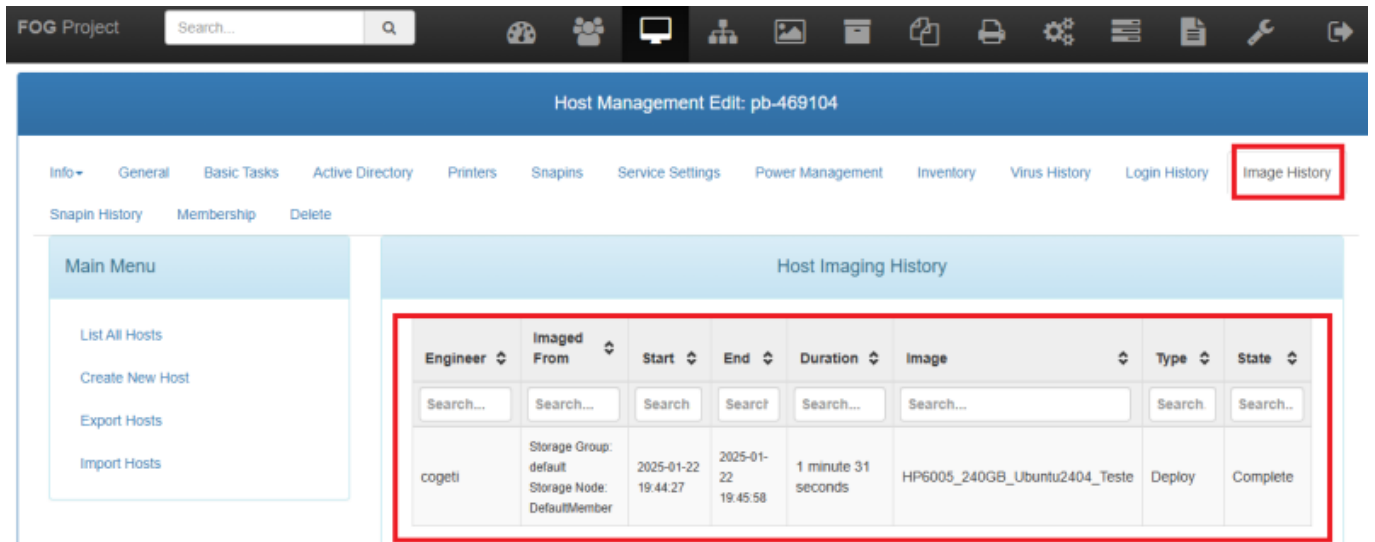 FOG Project Search...
Host Management Edit: pb-469104
Info General Basic Tasks Active Directory Printers Snapins Service Settings Power Management Inventory Virus History Login History Image History
Snapin History Membership Delete
Main Menu
List All Hosts
Create New Host
Export Hosts
Import Hosts
Host Imaging History
Engineer Imaged From Start End Duration Image Type State
Search... Search... Search Search Search... Search... Search. Search..
cogeti Storage Group: default Storage Node: DefaultMember 2025-01-22 19:44:27 2025-01-22 19:45:58 1 minute 31 seconds HP6005_240GB_Ubuntu2404_Teste Deploy Complete